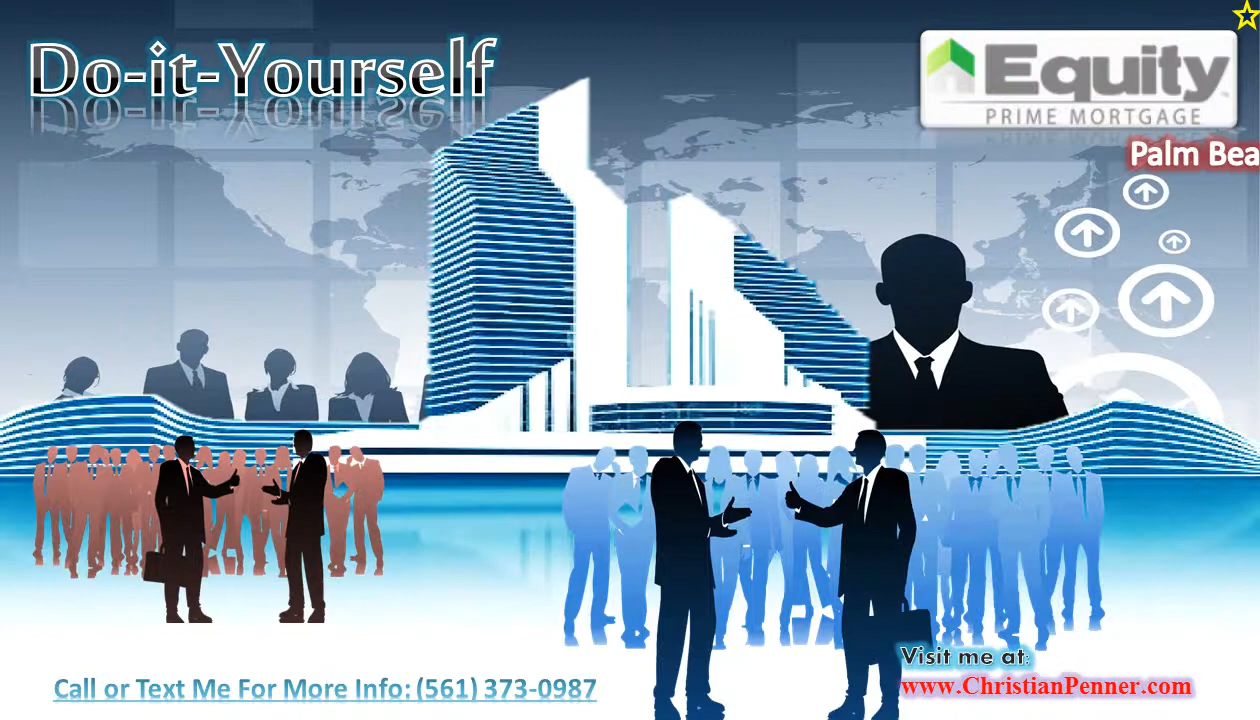 Do-it-Yourself
Equity
PRIME MORTGAGE
Palm Bea
Visit me at:
Call or Text Me For More Info: (561) 373-0987
www.ChristianPenner.com